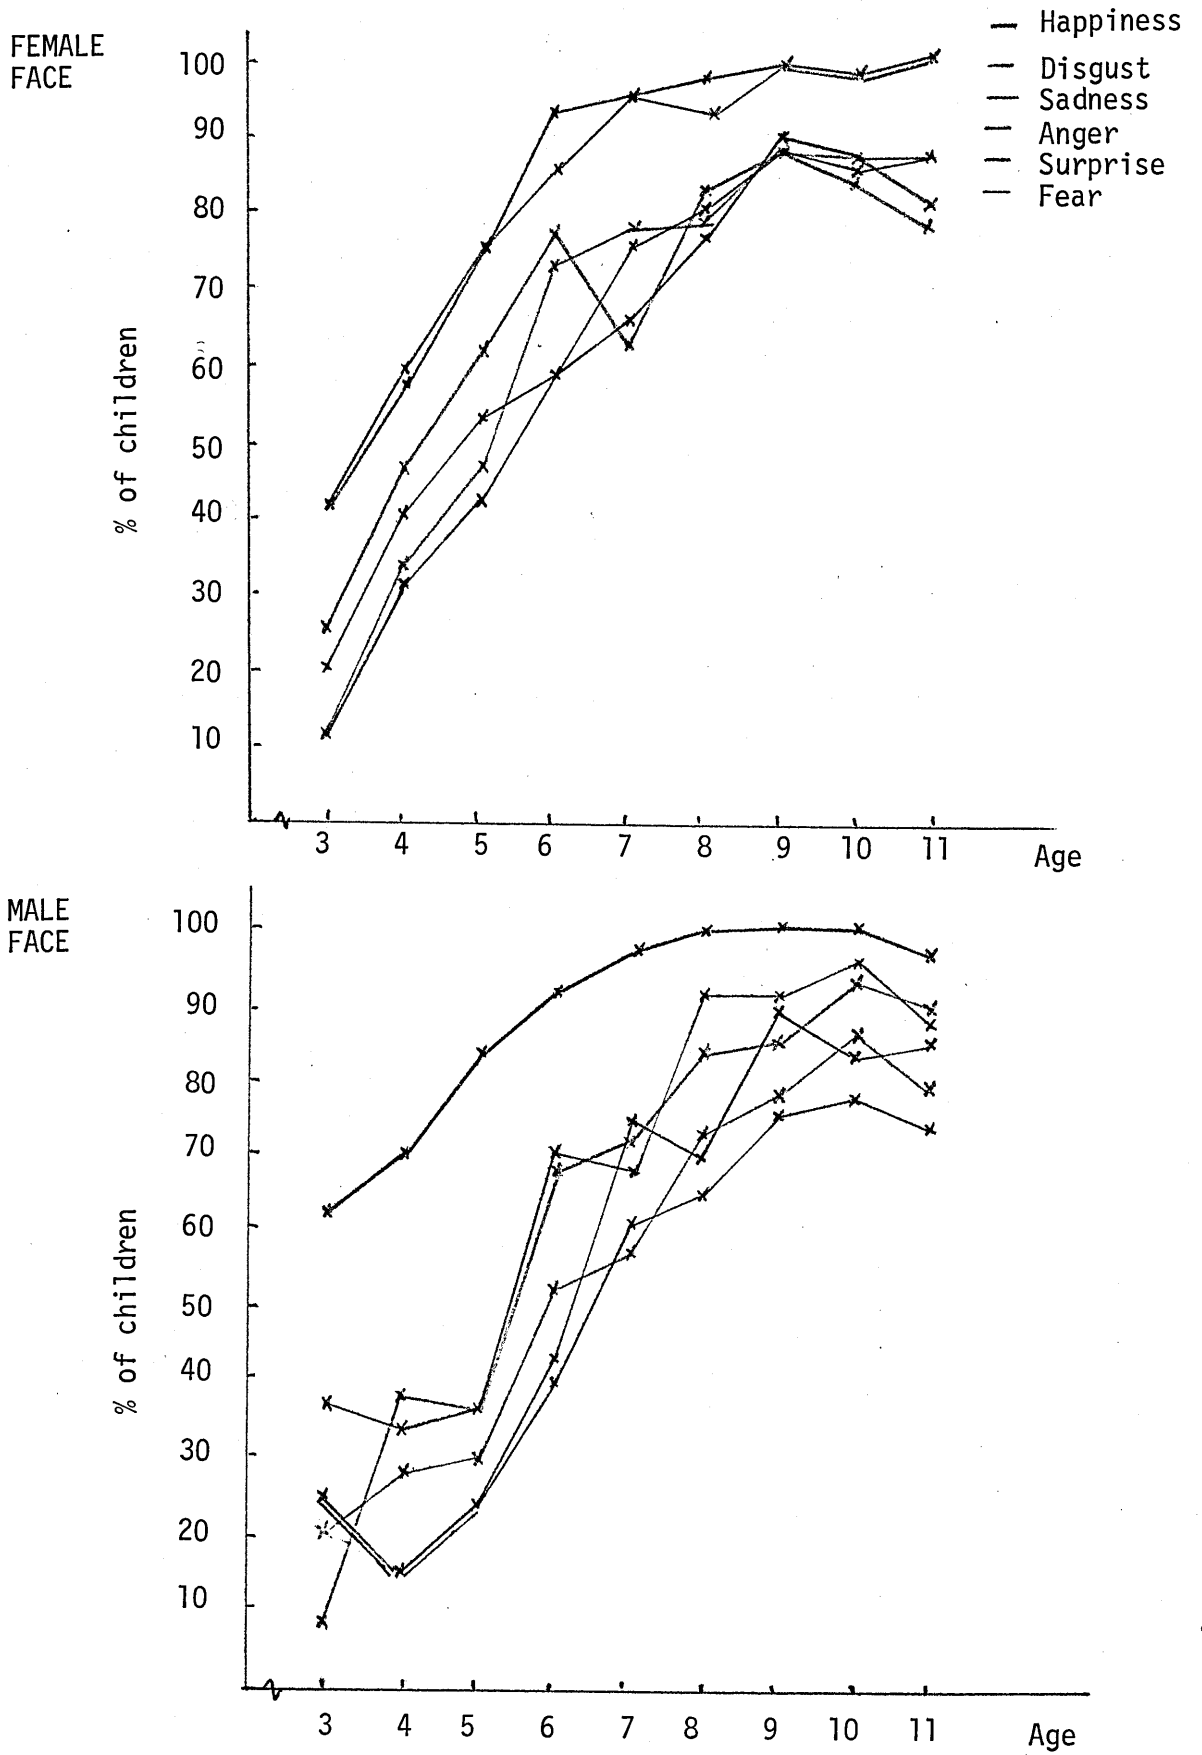 FEMALE
FACE
Happiness
Disgust
Sadness
Anger
Surprise
Fear
100
90
80
70
60
50
40
30
20
10
% of children
3 4 5 6 7 8 9 10 11 Age
MALE
FACE
100
90
80
70
60
50
40
30
20
10
% of children
3 4 5 6 7 8 9 10 11 Age